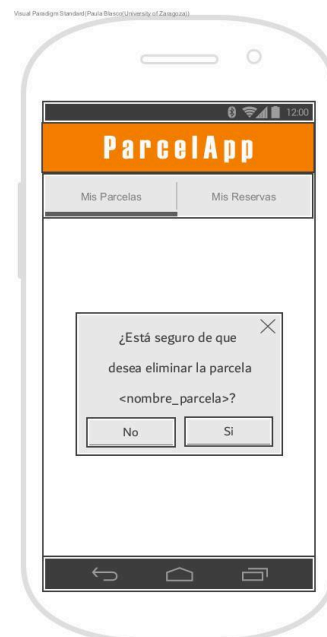 Visual Paradigm Standard(Paula Blasco(University of Zaragoza))
12:00
ParcelApp
Mis Parcelas
Mis Reservas
¿Está seguro de que
desea eliminar la parcela
<nombre_parcela>?
No
Si